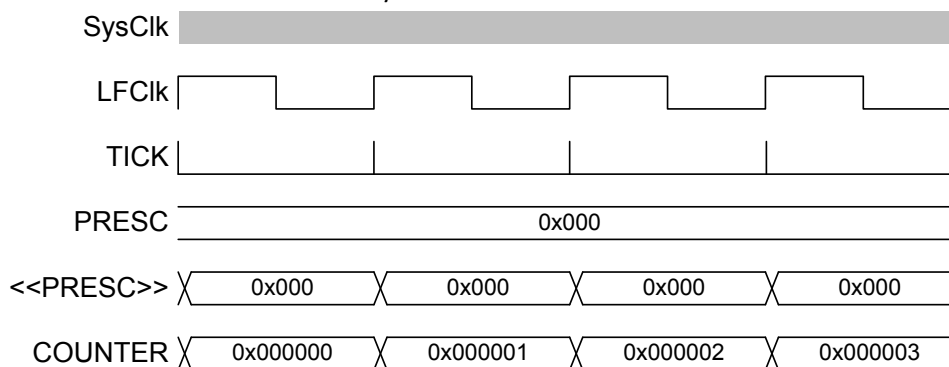 SysClk
LFClk
TICK
PRESC 0x000
<<PRESC>> 0x000 0x000 0x000 0x000
COUNTER 0x000000 0x000001 0x000002 0x000003